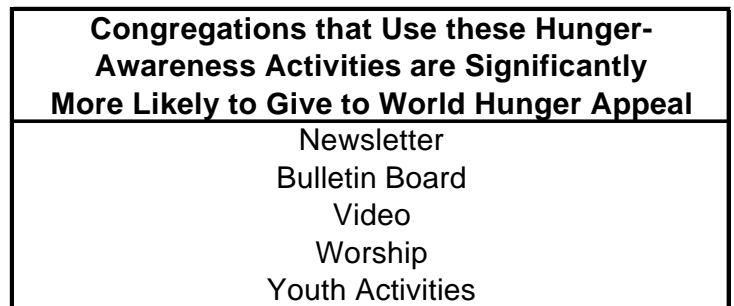 Congregations that Use these Hunger-
Awareness Activities are Significantly
More Likely to Give to World Hunger Appeal
Newsletter
Bulletin Board
Video
Worship
Youth Activities